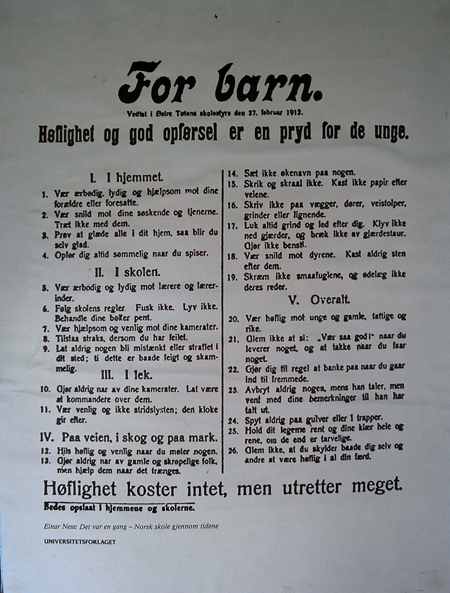 For barn.
Vedtat i Østre Totens skolestyre den 27. februar 1913.
Høflighet og god opførsel er en pryd for de unge.
I. I hjemmet.
1. Vær ærbødig, lydig og hjælpsom mot dine
forældre eller foresatte.
2. Vær snild mot dine søskende og tjenerne.
Træt ikke med dem.
3. Prøv at glæde alle i dit hjem, saa blir du
selv glad.
4. Opfør dig altid sømmelig naar du spiser.
II. I skolen.
5. Vær ærbødig og lydig mot lærere og lærer-
inder.
6. Følg skolens regler. Fusk ikke. Lyv ikke.
Behandle dine bøker pent.
7. Vær hjælpsom og venlig mot dine kamerater.
8. Tilstaa straks, dersom du har feilet.
9. Lat aldrig nogen bli mistænkt eller straffet i
dit sted; ti dette er baade feigt og skam-
melig.
III. I lek.
10. Gjør aldrig nar av dine kamerater. Lat være
at kommandere over dem.
11. Vær venlig og ikke stridslysten; den kloke
gir efter.
IV. Paa veien, i skog og paa mark.
12. Hils høflig og venlig naar du møter nogen.
13. Gjør aldrig nar av gamle og skrøpelige folk,
men hjælp dem naar det trænges.
14. Sæt ikke økenavn paa nogen.
15. Skrik og skraal ikke. Kast ikke papir efter
veiene.
16. Skriv ikke paa vægger, dører, veistolper,
grinder eller lignende.
17. Luk altid grind og led efter dig. Klyv ikke
ned gjerder, og bræk ikke av gjærdestaur.
Gjør ikke benst!.
18. Vær snild mot dyrene. Kast aldrig sten
efter dem.
19. Skræm ikke smaafuglene, og ødelæg ikke
deres reder.
V. Overalt.
20. Vær høflig mot unge og gamle, fattige og
rike.
21. Glem ikke at si: „Vær saa god!" naar du
leverer noget, og at takke naar du faar
noget.
22. Gjør dig til regel at banke paa naar du gaar
ind til fremmede.
23. Avbryt aldrig nogen, mens han taler, men
vent med dine bemerkninger til han har
talt ut.
24. Spyt aldrig paa gulver eller i trapper.
25. Hold dit legeme rent og dine klær hele og
rene, om de end er tarvelige.
26. Glem ikke, at du skylder baade dig selv og
andre at være høflig i al din færd.
Høflighet koster intet, men utretter meget.
Bedes opslaat i hjemmene og skolerne.
Einar Ness: Det var en gang – Norsk skole gjennom tidene
UNIVERSITETSFORLAGET